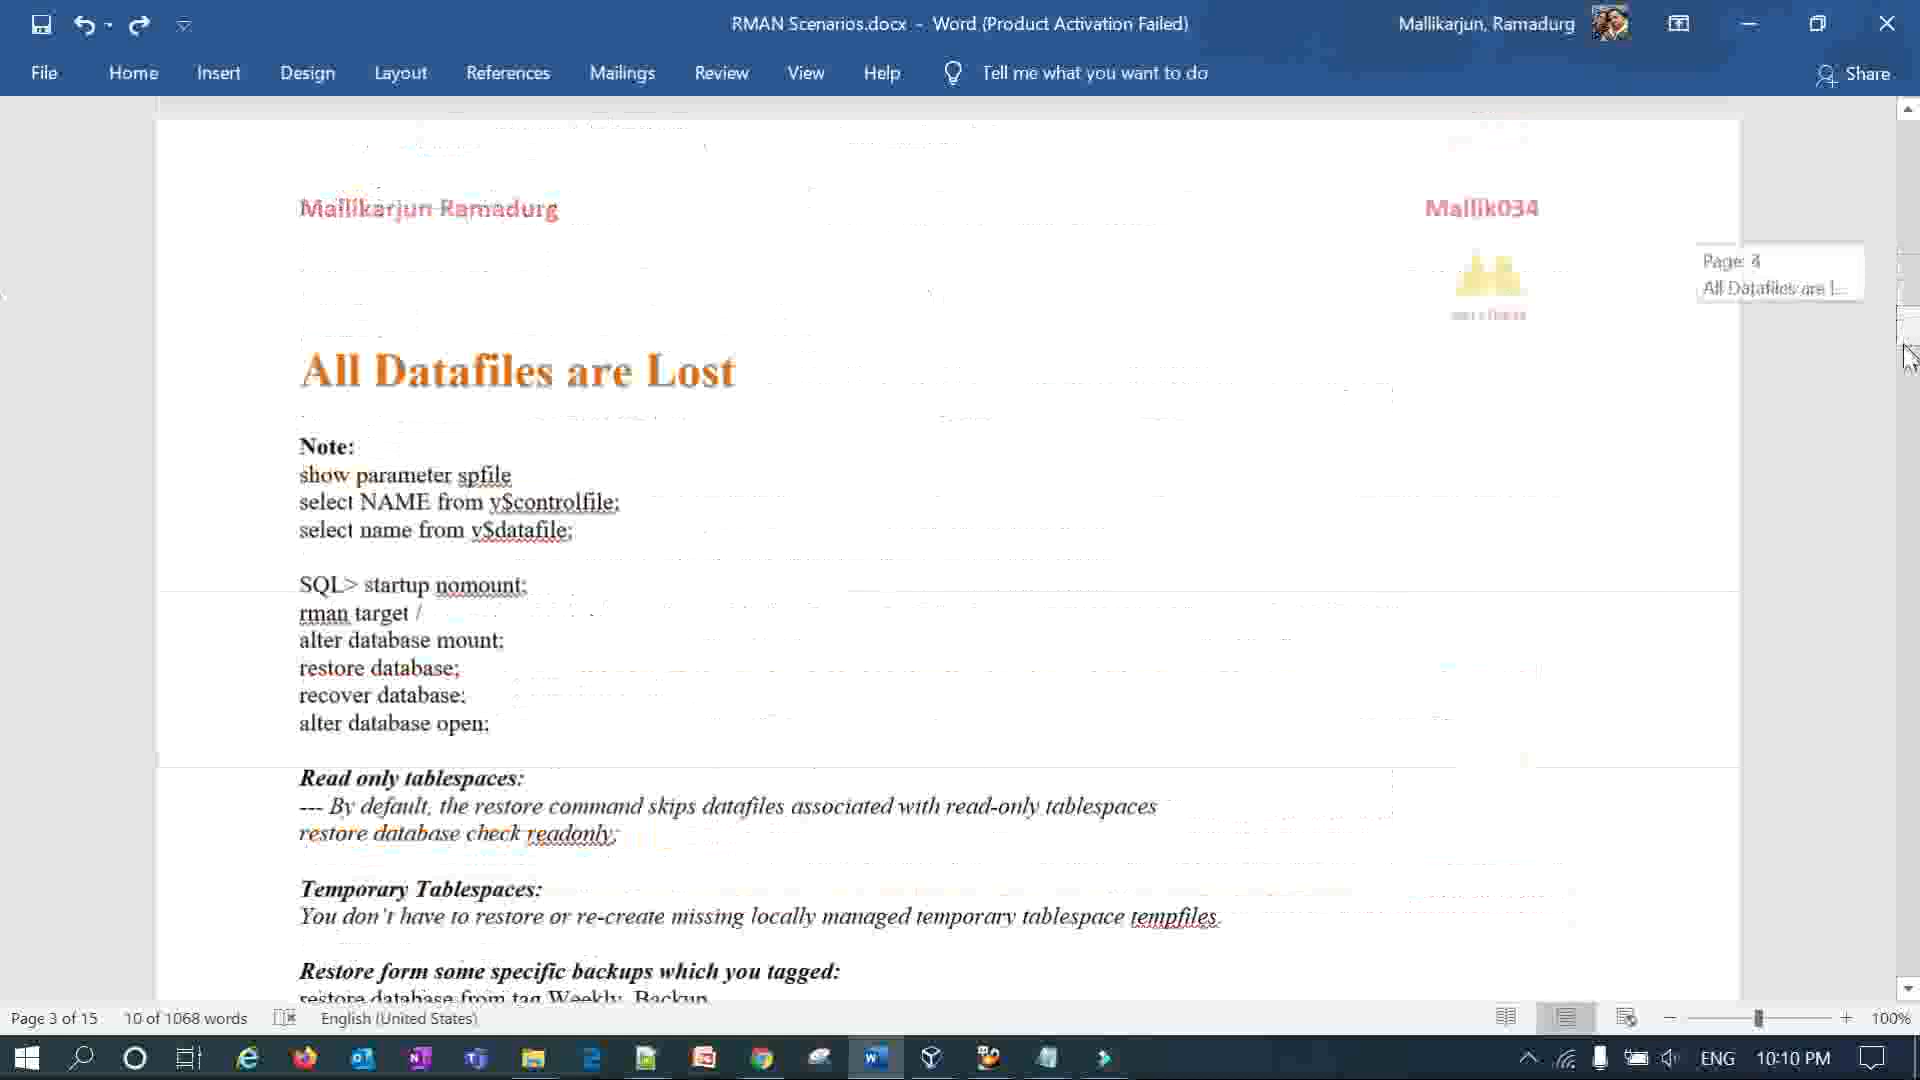 RMAN Scenarios.docx - Word (Product Activation Failed)
Mallikarjun, Ramadurg
File Home Insert Design Layout References Mailings Review View Help Tell me what you want to do Share
Mallikarjun Ramadurg
Mallik034
Page: 4
All Datafiles are l...
All Datafiles are Lost
Note:
show parameter spfile
select NAME from v$controlfile;
select name from v$datafile;
SQL> startup nomount;
rman target /
alter database mount;
restore database;
recover database;
alter database open;
Read only tablespaces:
--- By default, the restore command skips datafiles associated with read-only tablespaces
restore database check readonly;
Temporary Tablespaces:
You don't have to restore or re-create missing locally managed temporary tablespace tempfiles.
Restore form some specific backups which you tagged:
restore database from tag Weekly_Backup
Page 3 of 15 10 of 1068 words English (United States) 100%
ENG 10:10 PM